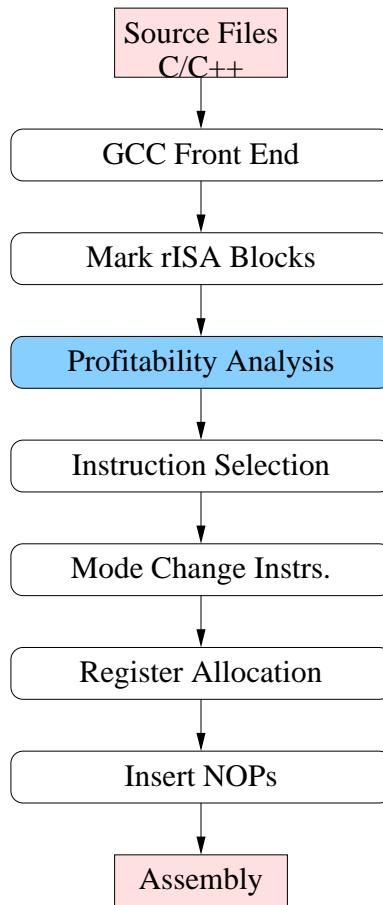 Source Files
C/C++
GCC Front End
Mark rISA Blocks
Profitability Analysis
Instruction Selection
Mode Change Instrs.
Register Allocation
Insert NOPs
Assembly